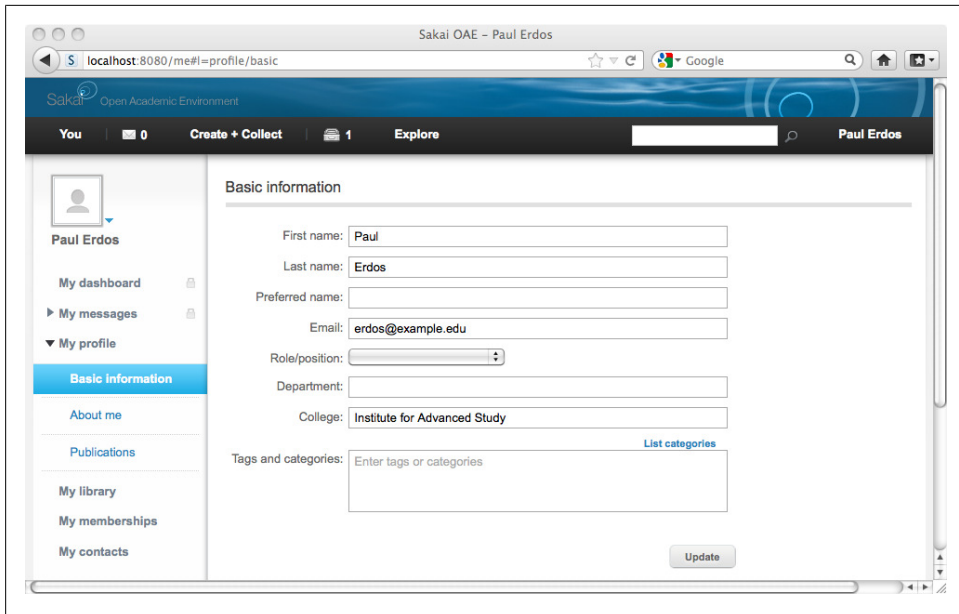 Sakai OAE – Paul Erdos
S localhost:8080/me#l=profile/basic Google
Sakai Open Academic Environment
You 0 Create + Collect 1 Explore Paul Erdos
Basic information
Paul Erdos
First name: Paul
Last name: Erdos
Preferred name:
Email: erdos@example.edu
Role/position:
Department:
College: Institute for Advanced Study
List categories
Tags and categories: Enter tags or categories
Update
My dashboard
My messages
My profile
Basic information
About me
Publications
My library
My memberships
My contacts